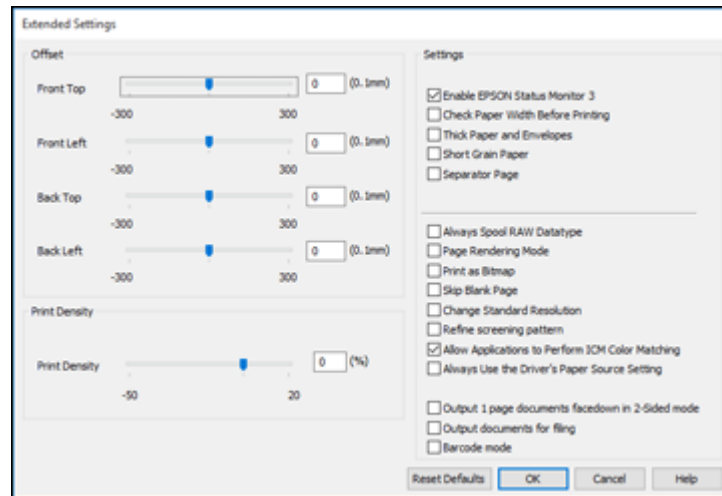 Extended Settings
Offset
Front Top
0 (0.1mm)
-300 300
Front Left
0 (0.1mm)
-300 300
Back Top
0 (0.1mm)
-300 300
Back Left
0 (0.1mm)
-300 300
Print Density
Print Density
0 (%)
-50 20
Settings
Enable EPSON Status Monitor 3
Check Paper Width Before Printing
Thick Paper and Envelopes
Short Grain Paper
Separator Page
Always Spool RAW Datatype
Page Rendering Mode
Print as Bitmap
Skip Blank Page
Change Standard Resolution
Refine screening pattern
Allow Applications to Perform ICM Color Matching
Always Use the Driver's Paper Source Setting
Output 1 page documents facedown in 2-Sided mode
Output documents for filing
Barcode mode
Reset Defaults OK Cancel Help